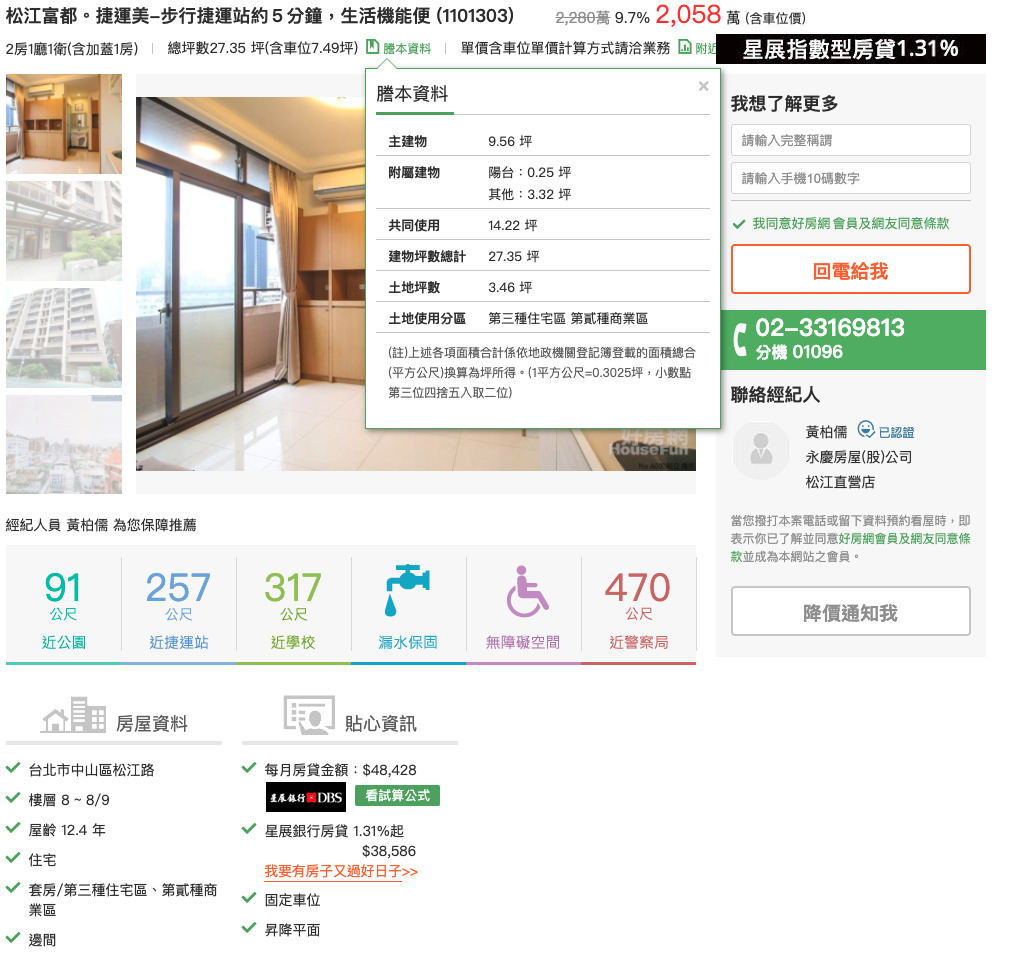 松江富都。捷運美–步行捷運站約 5 分鐘，生活機能便 (1101303)
2,280萬 9.7% 2,058 萬 (含車位價)
2房1廳1衛(含加蓋1房)
總坪數27.35 坪(含車位7.49坪)
謄本資料
單價含車位單價計算方式請洽業務
附近
星展指數型房貸1.31%
謄本資料
×
主建物 9.56 坪
附屬建物 陽台：0.25 坪
其他：3.32 坪
共同使用 14.22 坪
建物坪數總計 27.35 坪
土地坪數 3.46 坪
土地使用分區 第三種住宅區 第貳種商業區
(註)上述各項面積合計係依地政機關登記簿登載的面積總合
(平方公尺)換算為坪所得。(1平方公尺=0.3025坪，小數點
第三位四捨五入取二位)
好房網
HouseFun
我想了解更多
請輸入完整稱謂
請輸入手機10碼數字
我同意好房網會員及網友同意條款
回電給我
02–33169813
分機 01096
聯絡經紀人
黃柏儒 已認證
永慶房屋(股)公司
松江直營店
當您撥打本案電話或留下資料預約看屋時，即
表示你已了解並同意好房網會員及網友同意條
款並成為本網站之會員。
降價通知我
經紀人員 黃柏儒 為您保障推薦
91
公尺
近公園
257
公尺
近捷運站
317
公尺
近學校
漏水保固
無障礙空間
470
公尺
近警察局
房屋資料
台北市中山區松江路
樓層 8 ~ 8/9
屋齡 12.4 年
住宅
套房/第三種住宅區、第貳種商
業區
邊間
貼心資訊
每月房貸金額：$48,428
星展銀行 DBS
看試算公式
星展銀行房貸 1.31%起
$38,586
我要有房子又過好日子>>
固定車位
昇降平面